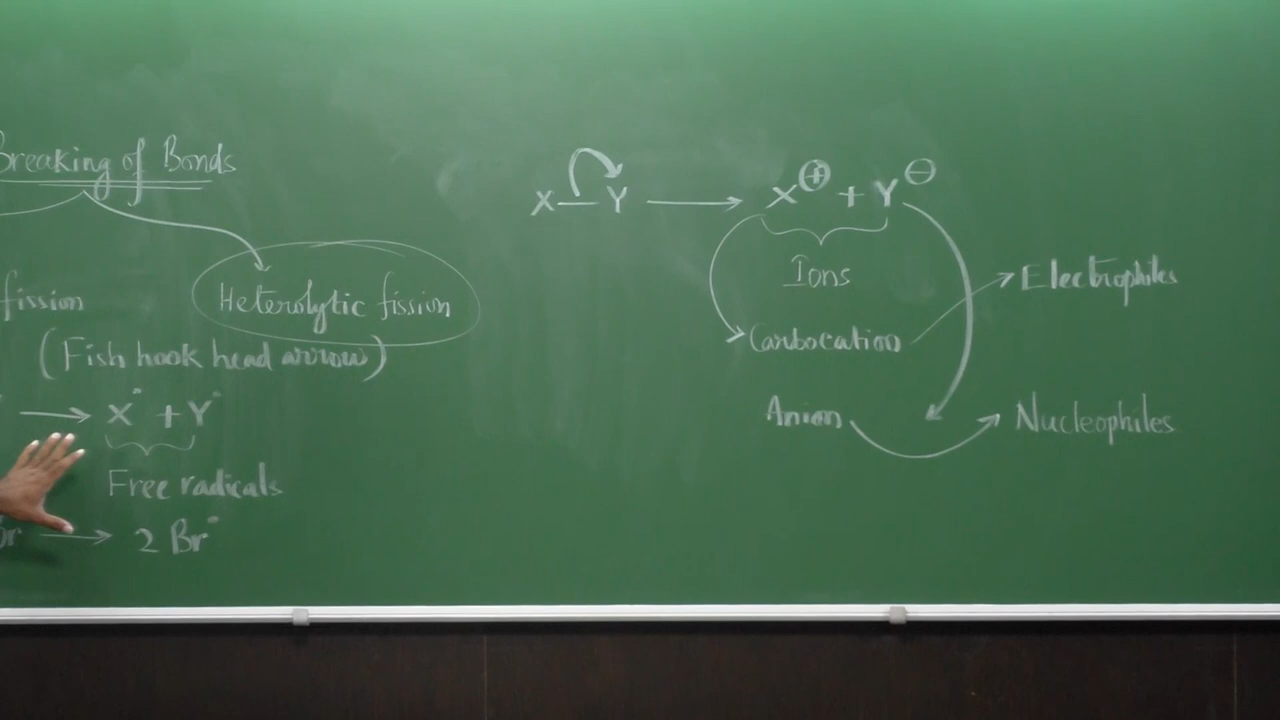 Breaking of Bonds
fission
Heterolytic fission
(Fish hook head arrow)
→ X• + Y•
Free radicals
Br → 2 Br•
X — Y → X⊕ + Y⊖
Ions
Carbocation
Electrophiles
Anion
Nucleophiles